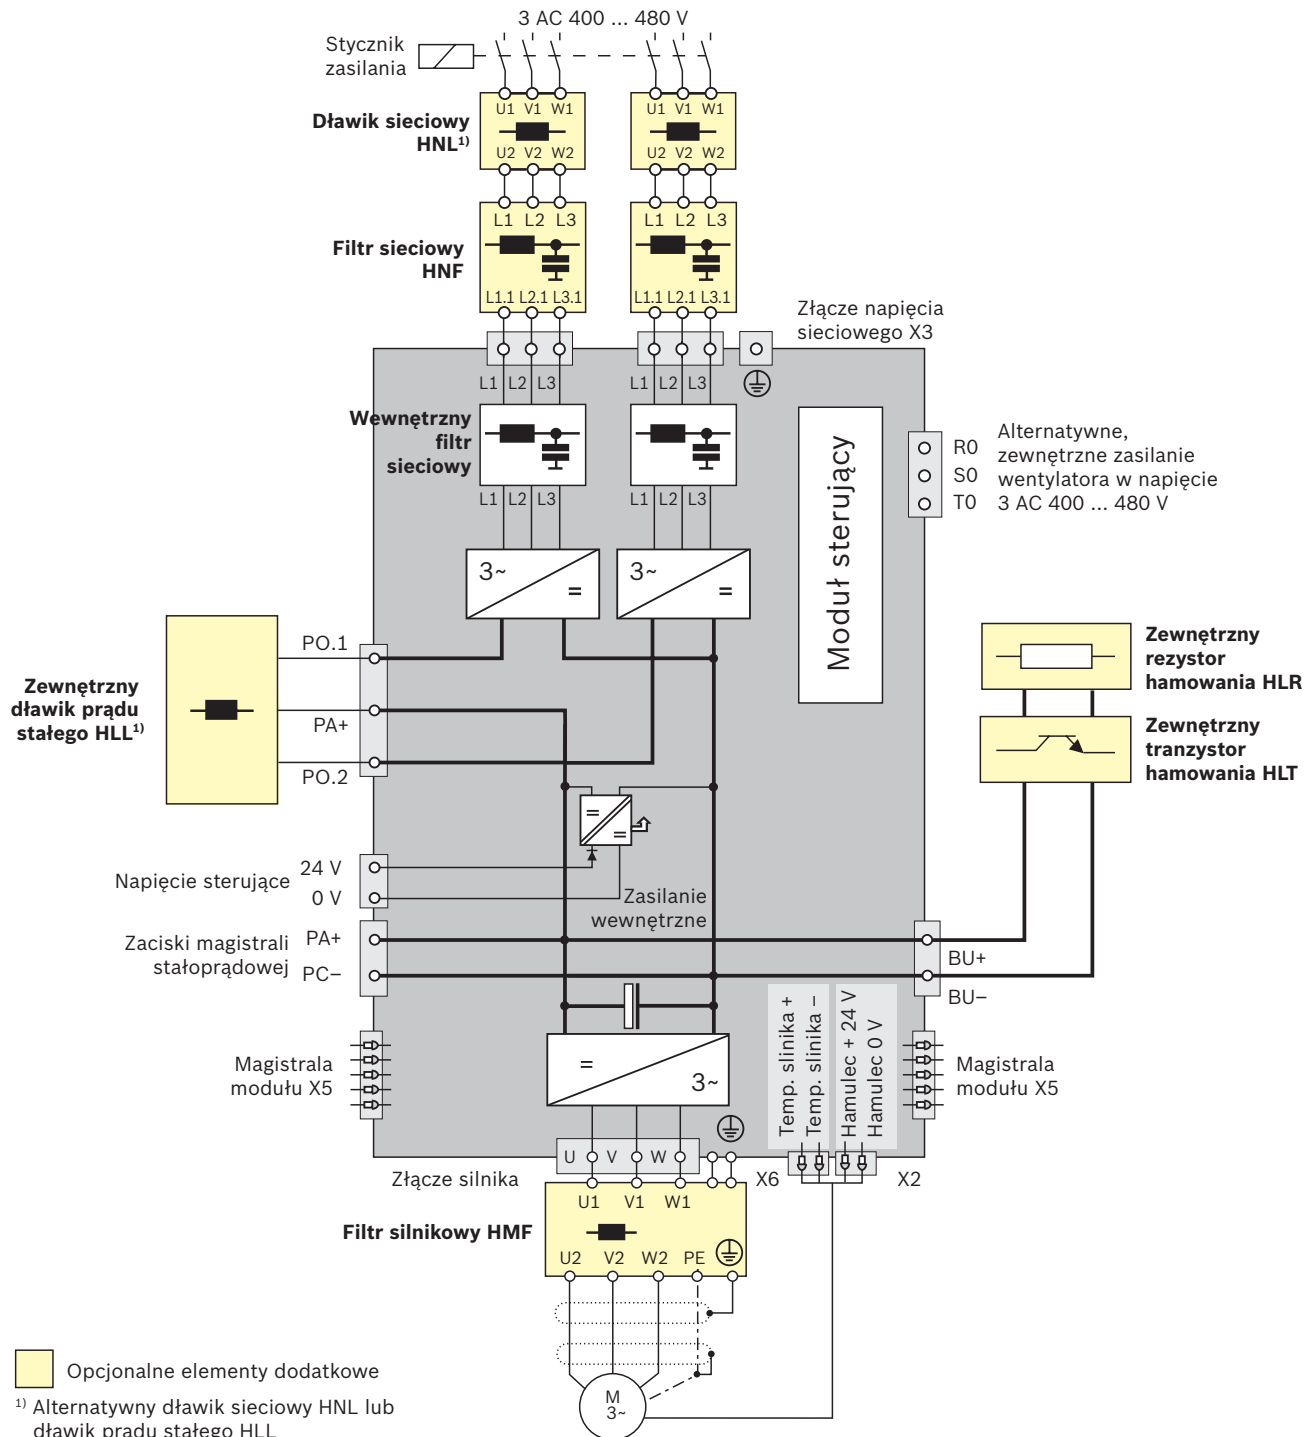 3 AC 400 ... 480 V
Stycznik
zasilania
U1 V1 W1
U1 V1 W1
Dławik sieciowy
HNL¹⁾
U2 V2 W2
U2 V2 W2
L1 L2 L3
L1 L2 L3
Filtr sieciowy
HNF
L1.1 L2.1 L3.1
L1.1 L2.1 L3.1
Złącze napięcia
sieciowego X3
L1 L2 L3
L1 L2 L3
Wewnętrzny
filtr
sieciowy
L1 L2 L3
L1 L2 L3
Moduł sterujący
R0
S0
T0
Alternatywne,
zewnętrzne zasilanie
wentylatora w napięcie
3 AC 400 ... 480 V
3~ =
3~ =
PO.1
PA+
PO.2
Zewnętrzny
dławik prądu
stałego HLL¹⁾
Zewnętrzny
rezystor
hamowania HLR
Zewnętrzny
tranzystor
hamowania HLT
=
=
Napięcie sterujące
24 V
0 V
Zasilanie
wewnętrzne
Zaciski magistrali
stałoprądowej
PA+
PC–
BU+
BU–
Temp. slinika +
Temp. slinika –
Hamulec + 24 V
Hamulec 0 V
Magistrala
modułu X5
= 3~
Magistrala
modułu X5
U V W
Złącze silnika
X6
X2
U1 V1 W1
Filtr silnikowy HMF
U2 V2 W2 PE
M
3~
Opcjonalne elementy dodatkowe
¹⁾ Alternatywny dławik sieciowy HNL lub
dławik prądu stałego HLL